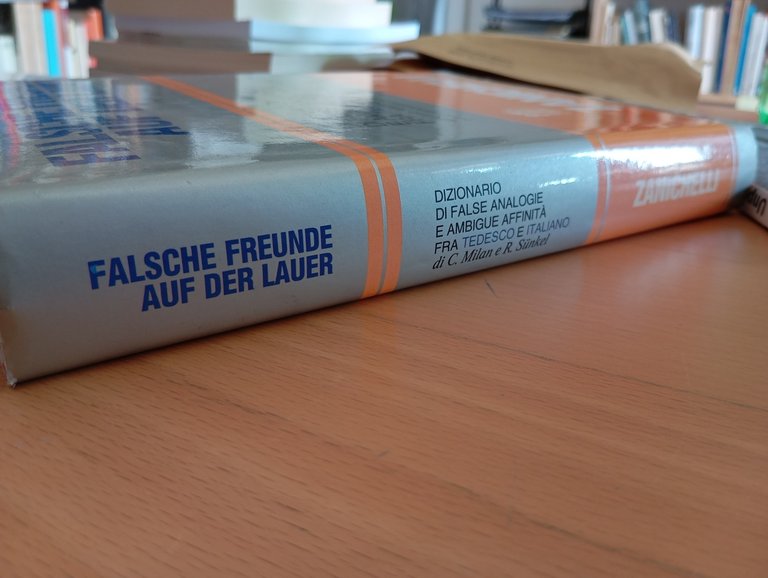 FALSCHE FREUNDE
AUF DER LAUER
DIZIONARIO
DI FALSE ANALOGIE
E AMBIGUE AFFINITÀ
FRA TEDESCO E ITALIANO
di C. Milan e R. Sünkel
ZANICHELLI